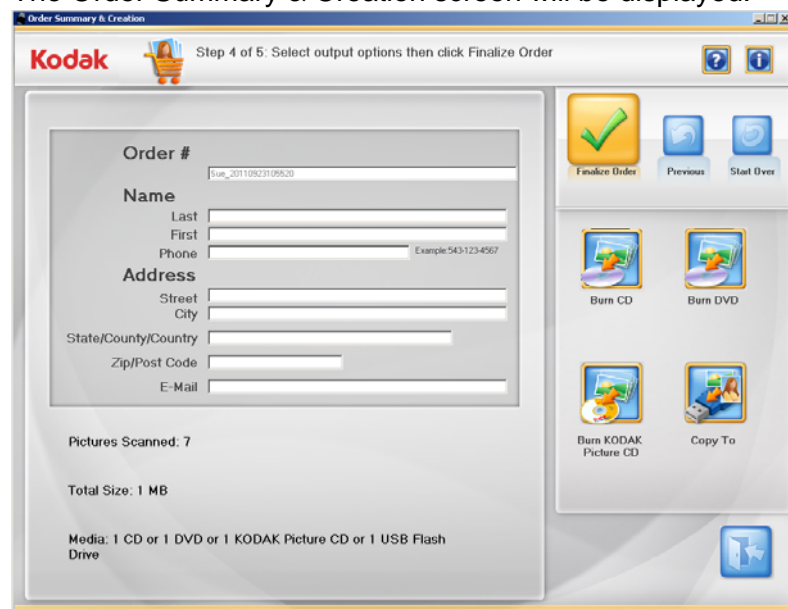 The Order Summary & Creation screen will be displayed.
Order Summary & Creation
Kodak
Step 4 of 5: Select output options then click Finalize Order
Order #
Sue_20110923105520
Name
Last
First
Phone
Example:543-123-4567
Address
Street
City
State/County/Country
Zip/Post Code
E-Mail
Pictures Scanned: 7
Total Size: 1 MB
Media: 1 CD or 1 DVD or 1 KODAK Picture CD or 1 USB Flash
Drive
Finalize Order
Previous
Start Over
Burn CD
Burn DVD
Burn KODAK
Picture CD
Copy To